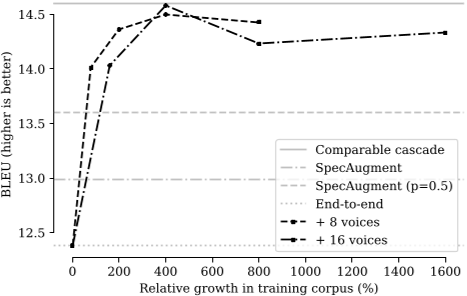 14.5
14.0
13.5
13.0
12.5
BLEU (higher is better)
Comparable cascade
SpecAugment
SpecAugment (p=0.5)
End-to-end
+ 8 voices
+ 16 voices
0 200 400 600 800 1000 1200 1400 1600
Relative growth in training corpus (%)